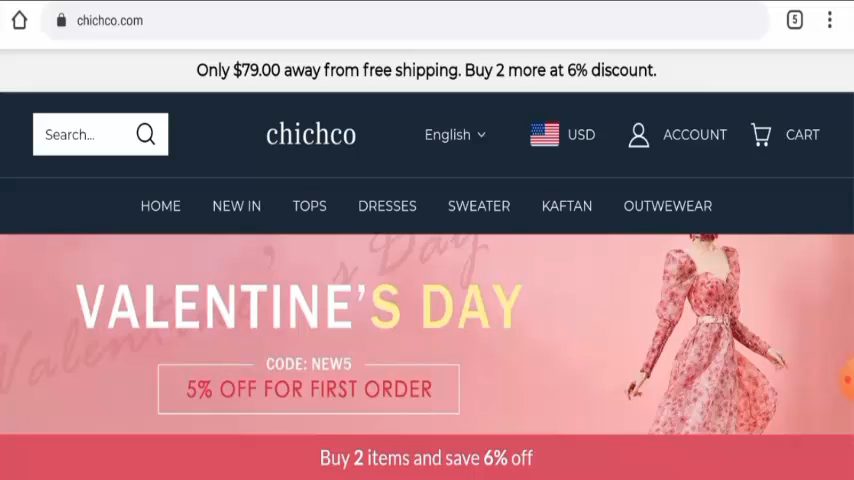 chichco.com
5
Only $79.00 away from free shipping. Buy 2 more at 6% discount.
Search...
chichco
English
USD
ACCOUNT
CART
HOME NEW IN TOPS DRESSES SWEATER KAFTAN OUTWEWEAR
Valentine's Day
VALENTINE'S DAY
CODE: NEW5
5% OFF FOR FIRST ORDER
Buy 2 items and save 6% off